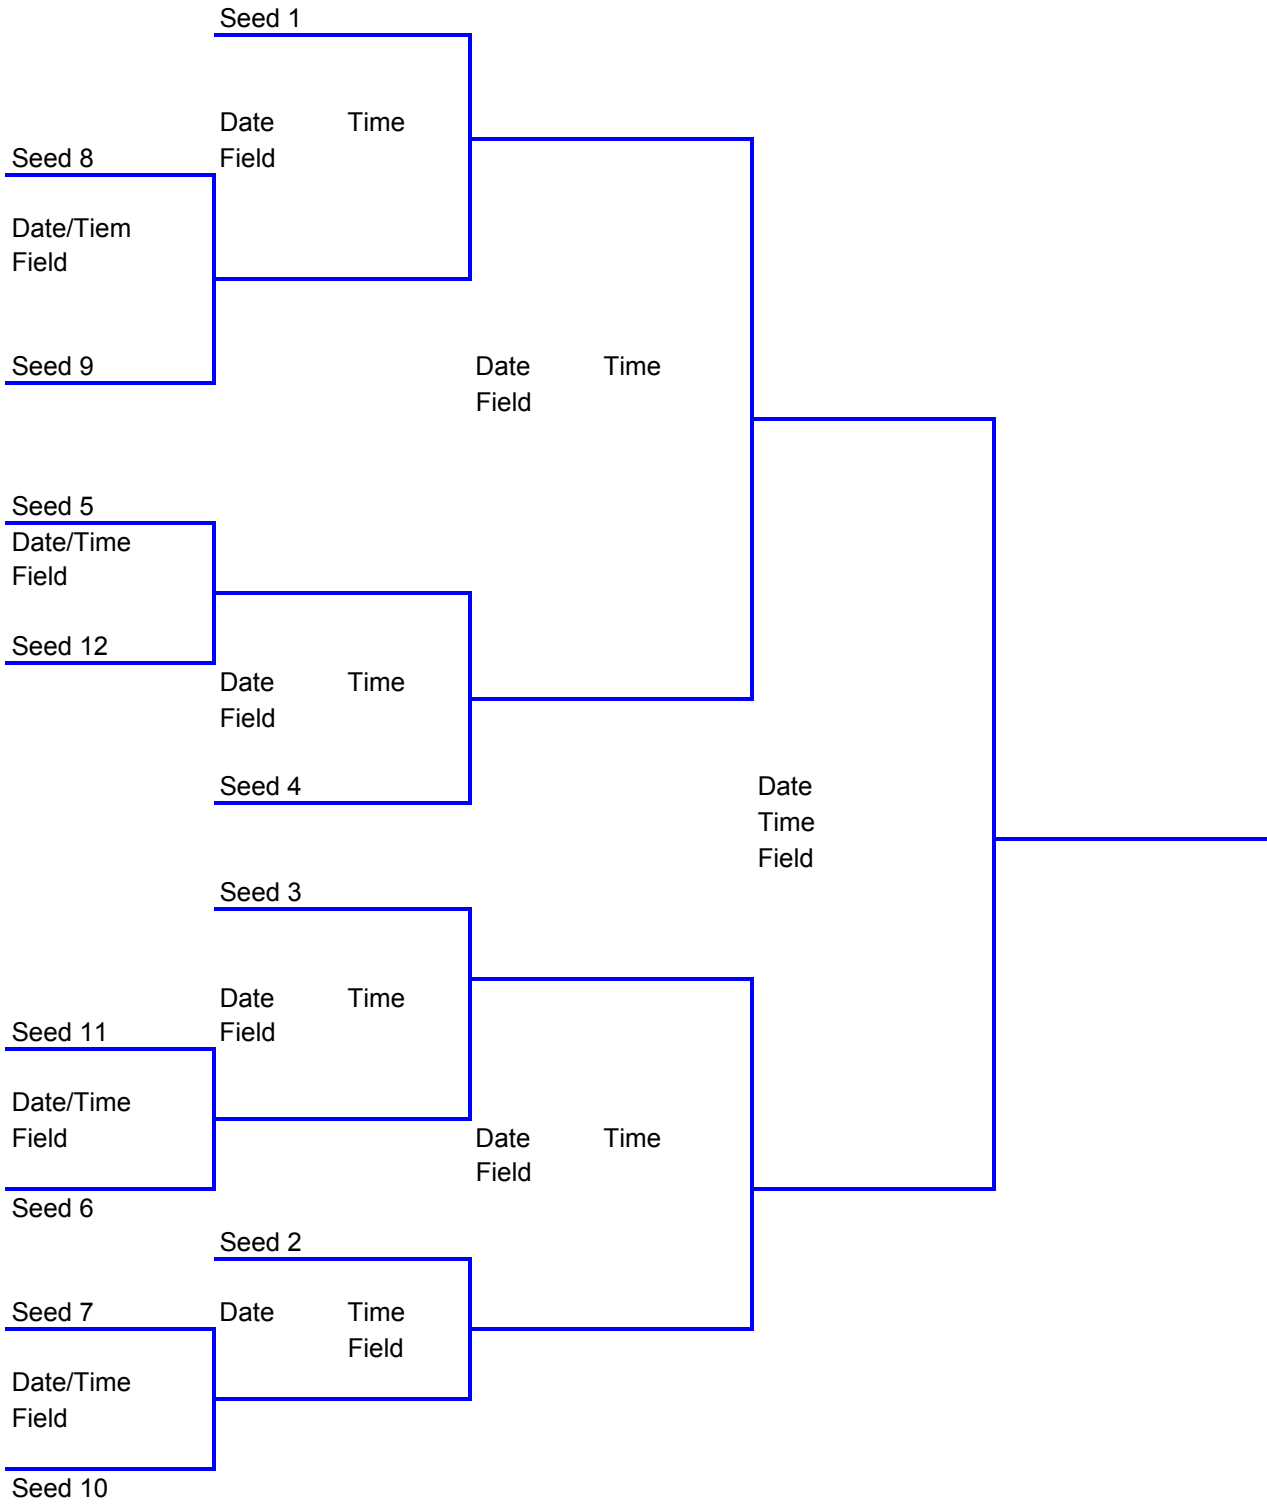 Seed 1
Date Time
Seed 8 Field
Date/Tiem
Field
Seed 9 Date Time
Field
Seed 5
Date/Time
Field
Seed 12
Date Time
Field
Seed 4 Date
Time
Field
Seed 3
Date Time
Seed 11 Field
Date/Time
Field Date Time
Field
Seed 6
Seed 2
Seed 7 Date Time
Field
Date/Time
Field
Seed 10